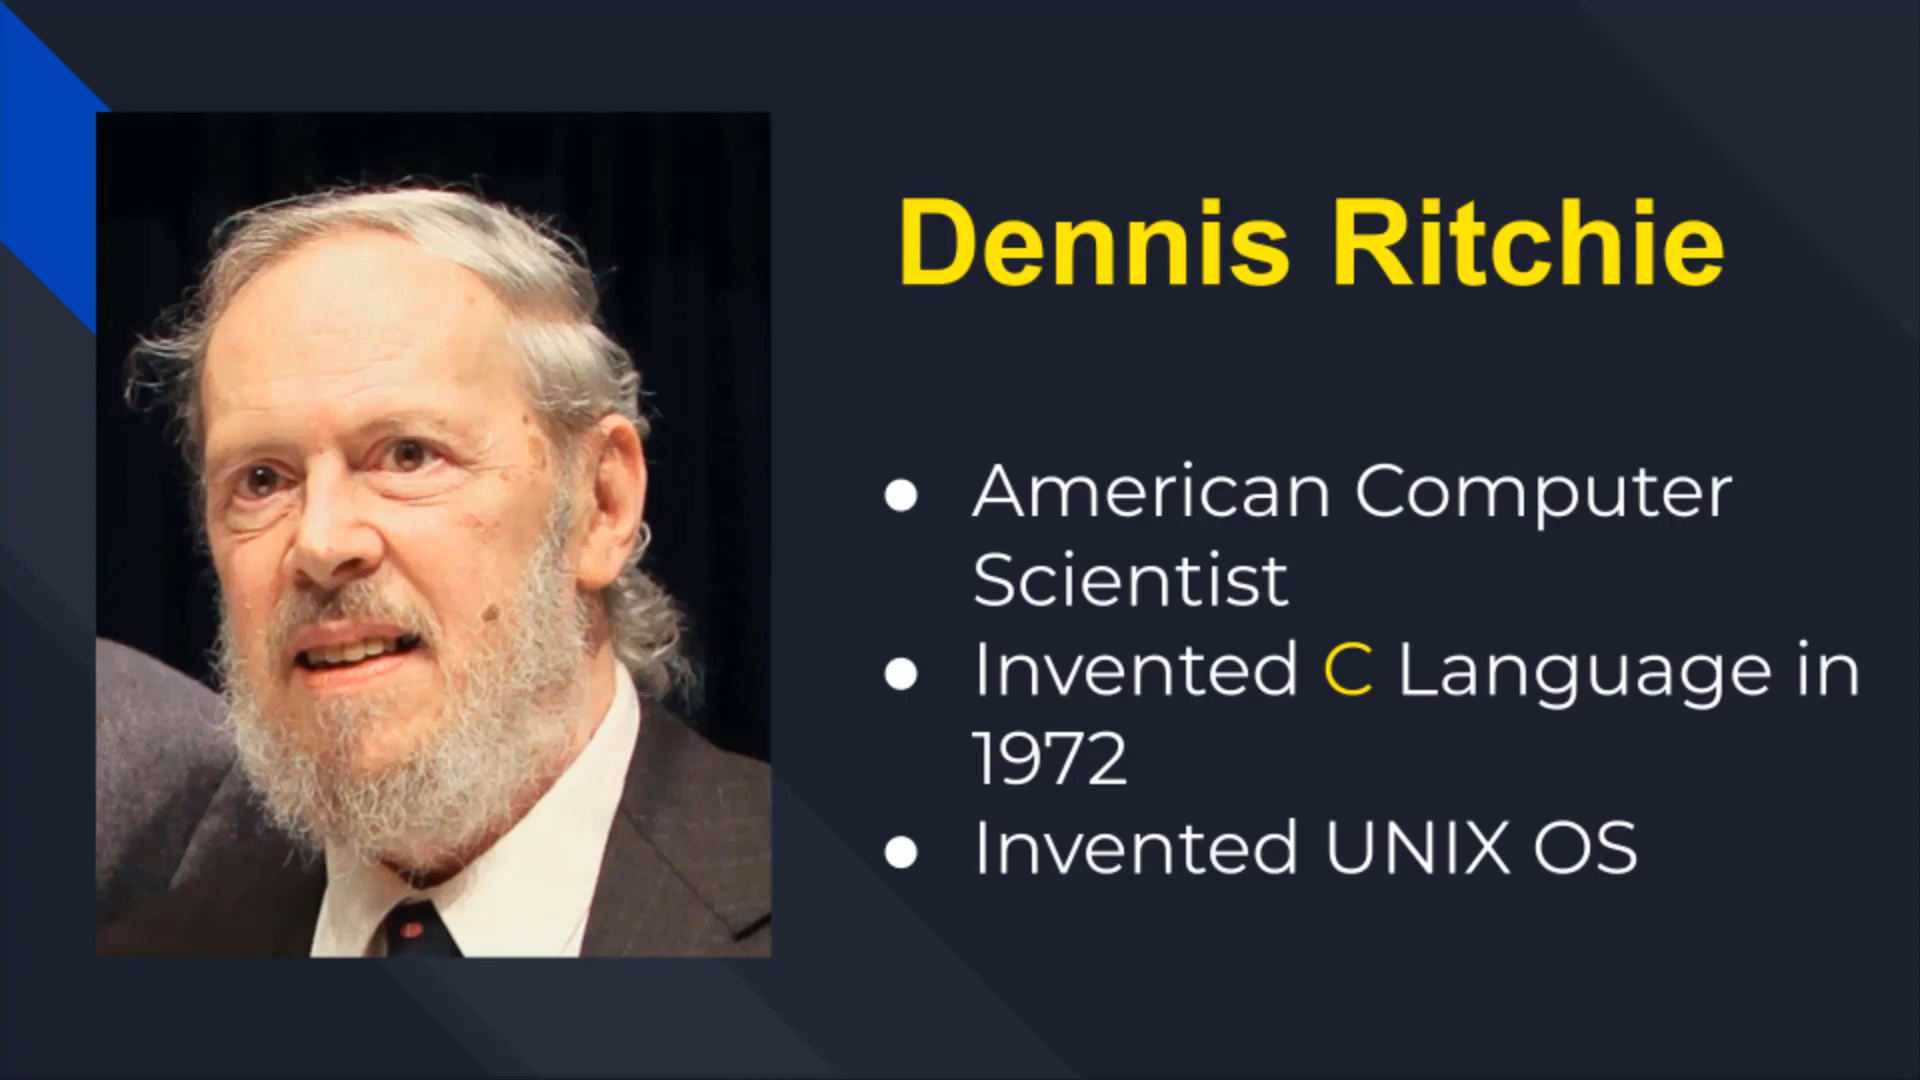 Dennis Ritchie
● American Computer
Scientist
● Invented C Language in
1972
● Invented UNIX OS